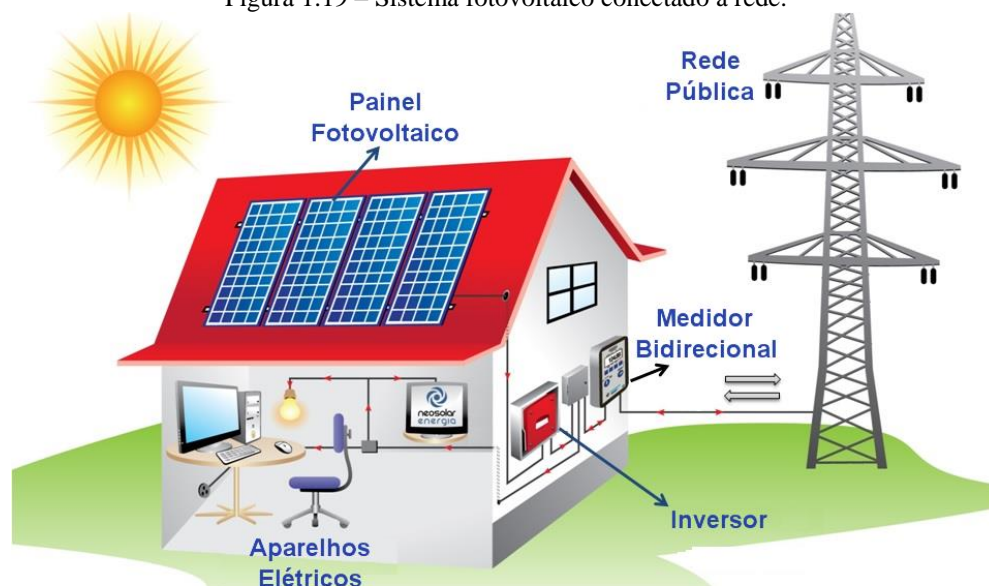 Figura 1.19 – Sistema fotovoltaico conectado à rede.
Rede
Pública
Painel
Fotovoltaico
Medidor
Bidirecional
neosolar
energia
Inversor
Aparelhos
Elétricos